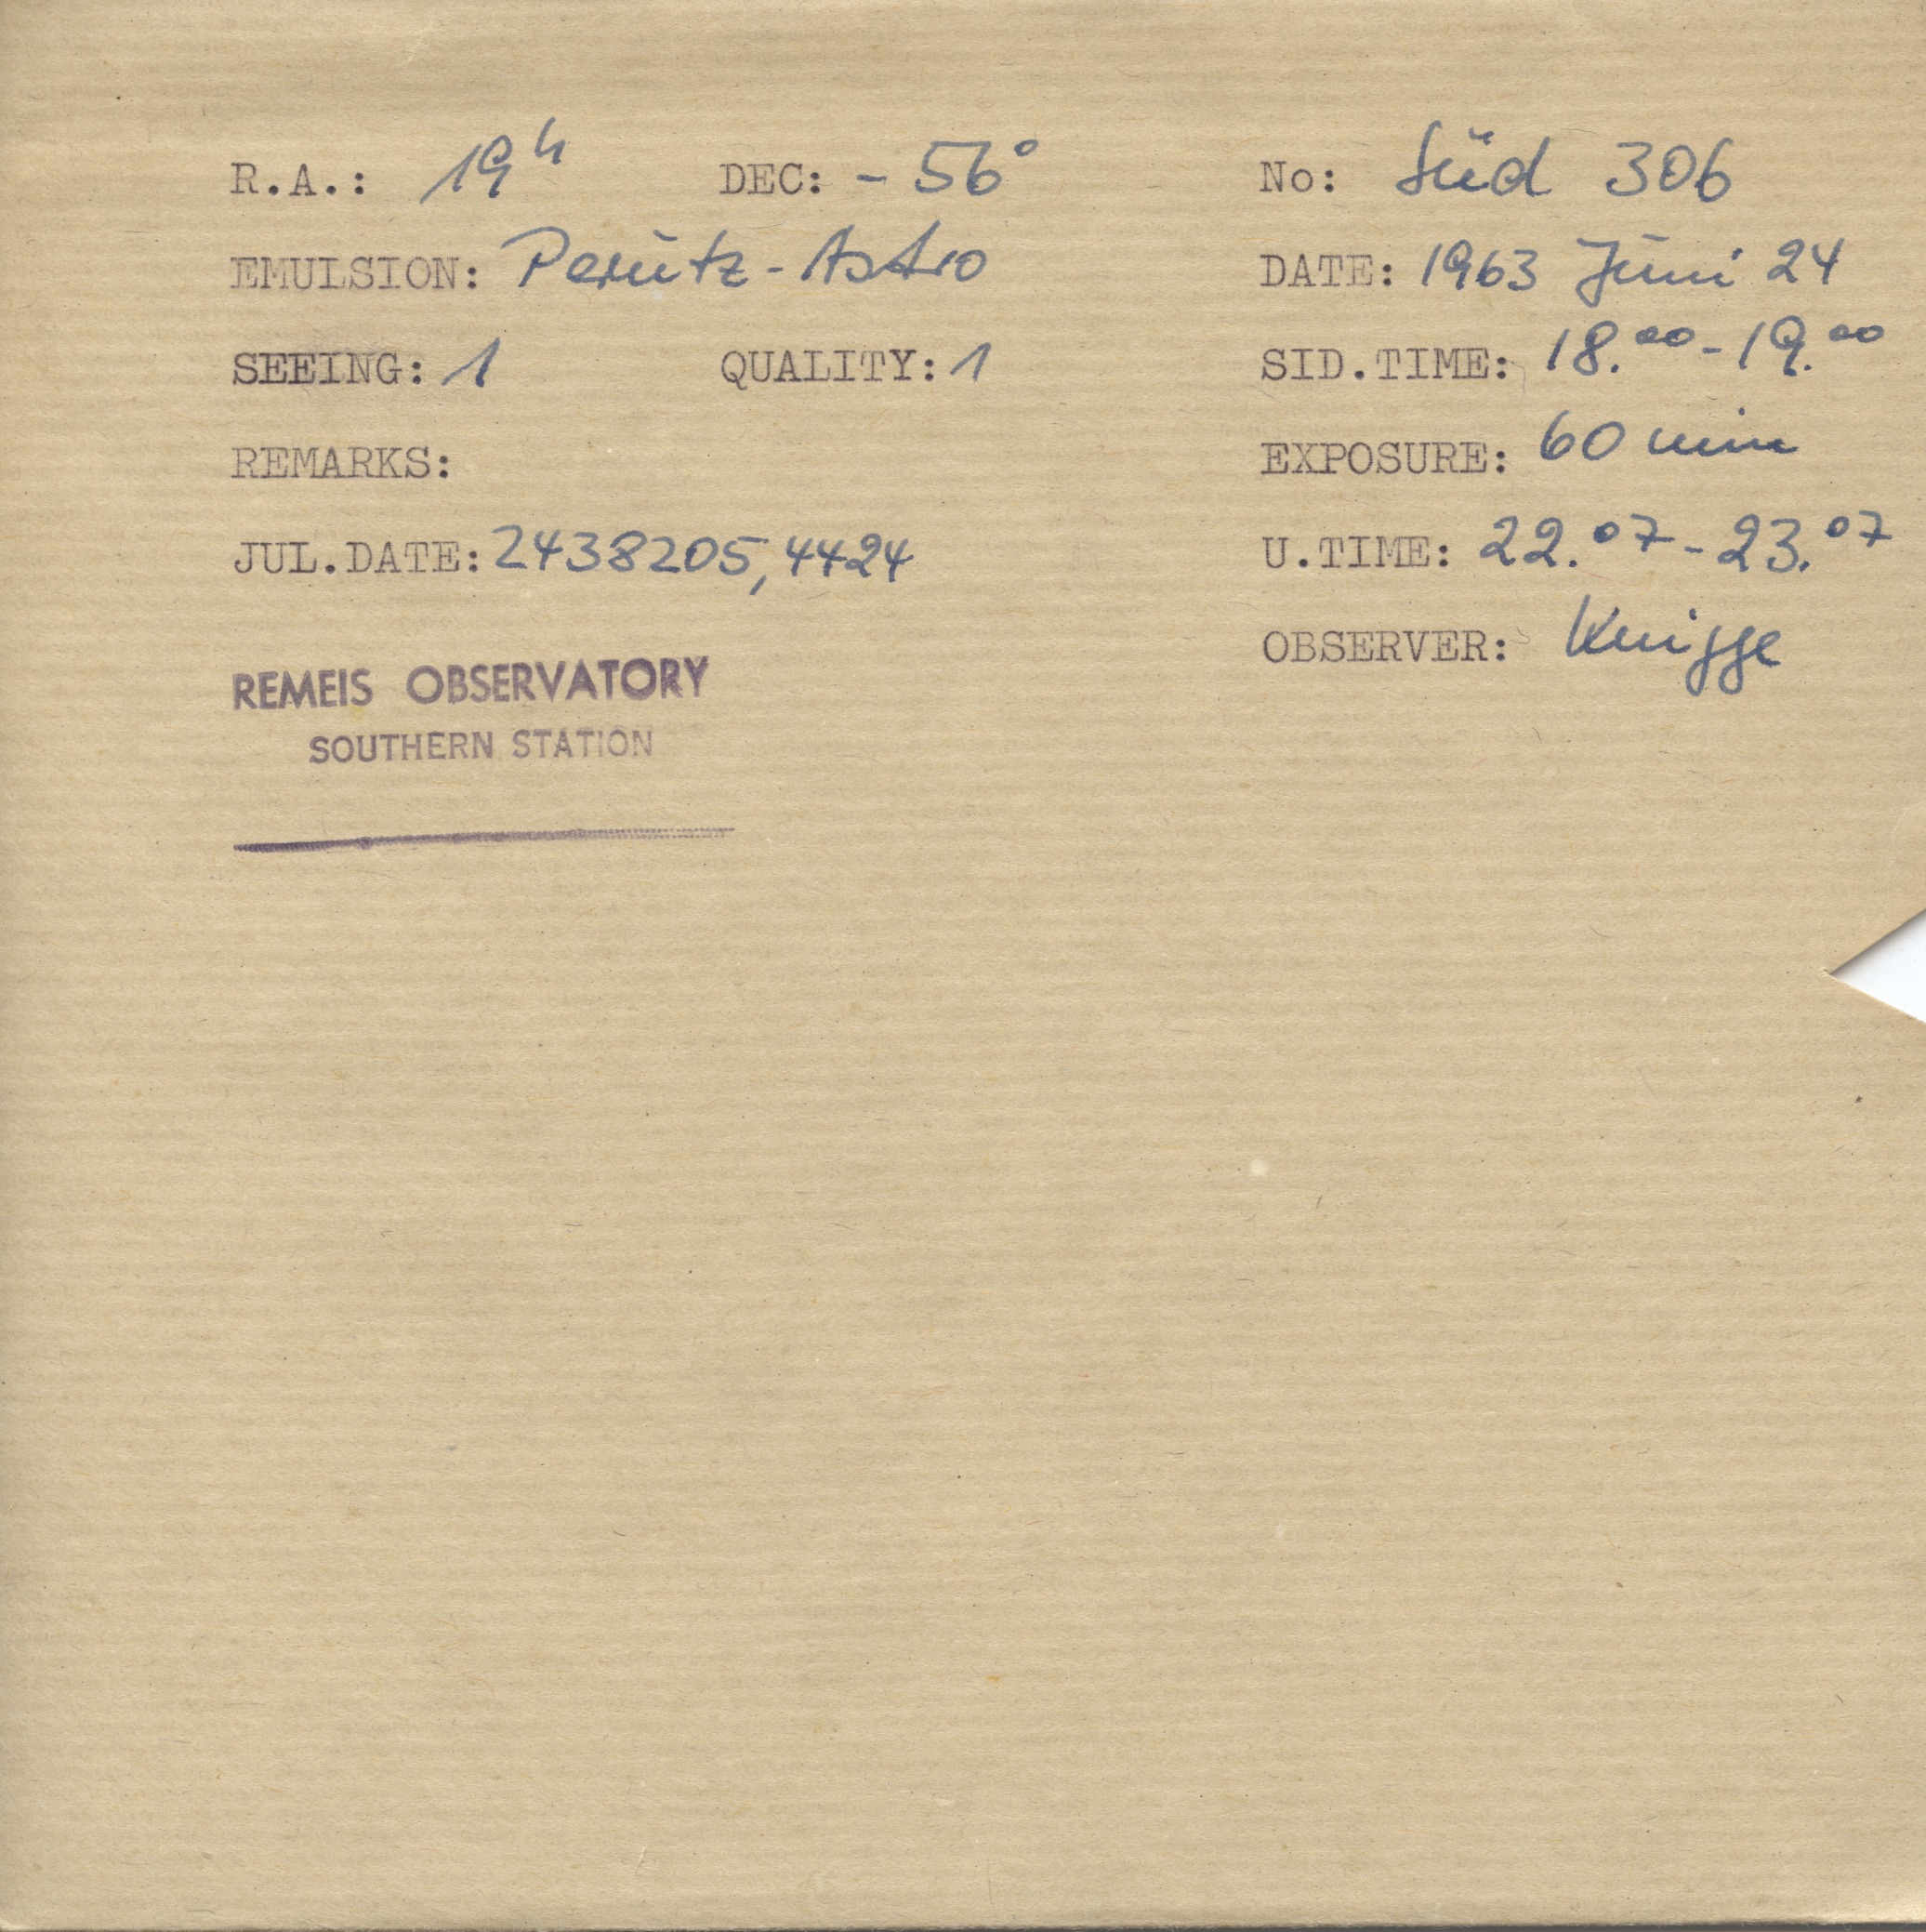 R.A.: 19h DEC: - 56° No: Süd 306
EMULSION: Perutz - Astro DATE: 1963 Juni 24
SEEING: 1 QUALITY: 1 SID.TIME: 18.00 - 19.00
REMARKS: EXPOSURE: 60 min
JUL.DATE: 2438205,4424 U.TIME: 22.07 - 23.07
OBSERVER: Knigge
REMEIS OBSERVATORY
SOUTHERN STATION